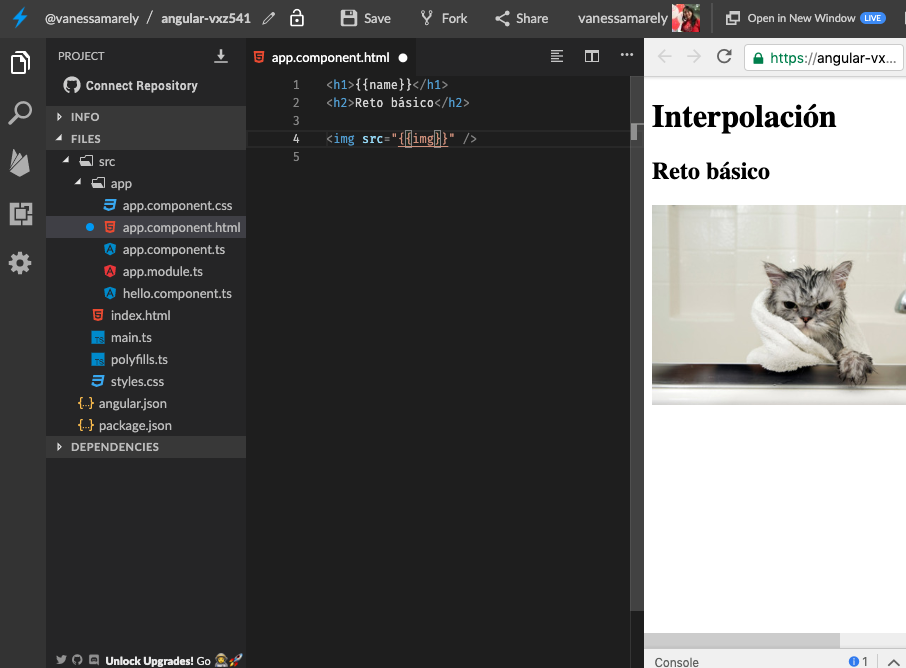 @vanessamarely / angular-vxz541 Save Fork Share vanessamarely Open in New Window LIVE
PROJECT
Connect Repository
INFO
FILES
src
app
app.component.css
app.component.html
app.component.ts
app.module.ts
hello.component.ts
index.html
main.ts
polyfills.ts
styles.css
{..} angular.json
{..} package.json
DEPENDENCIES
Unlock Upgrades! Go
app.component.html
1 <h1>{{name}}</h1>
2 <h2>Reto básico</h2>
3
4 <img src="{{img}}" />
5
https://angular-vx...
Interpolación
Reto básico
Console 1